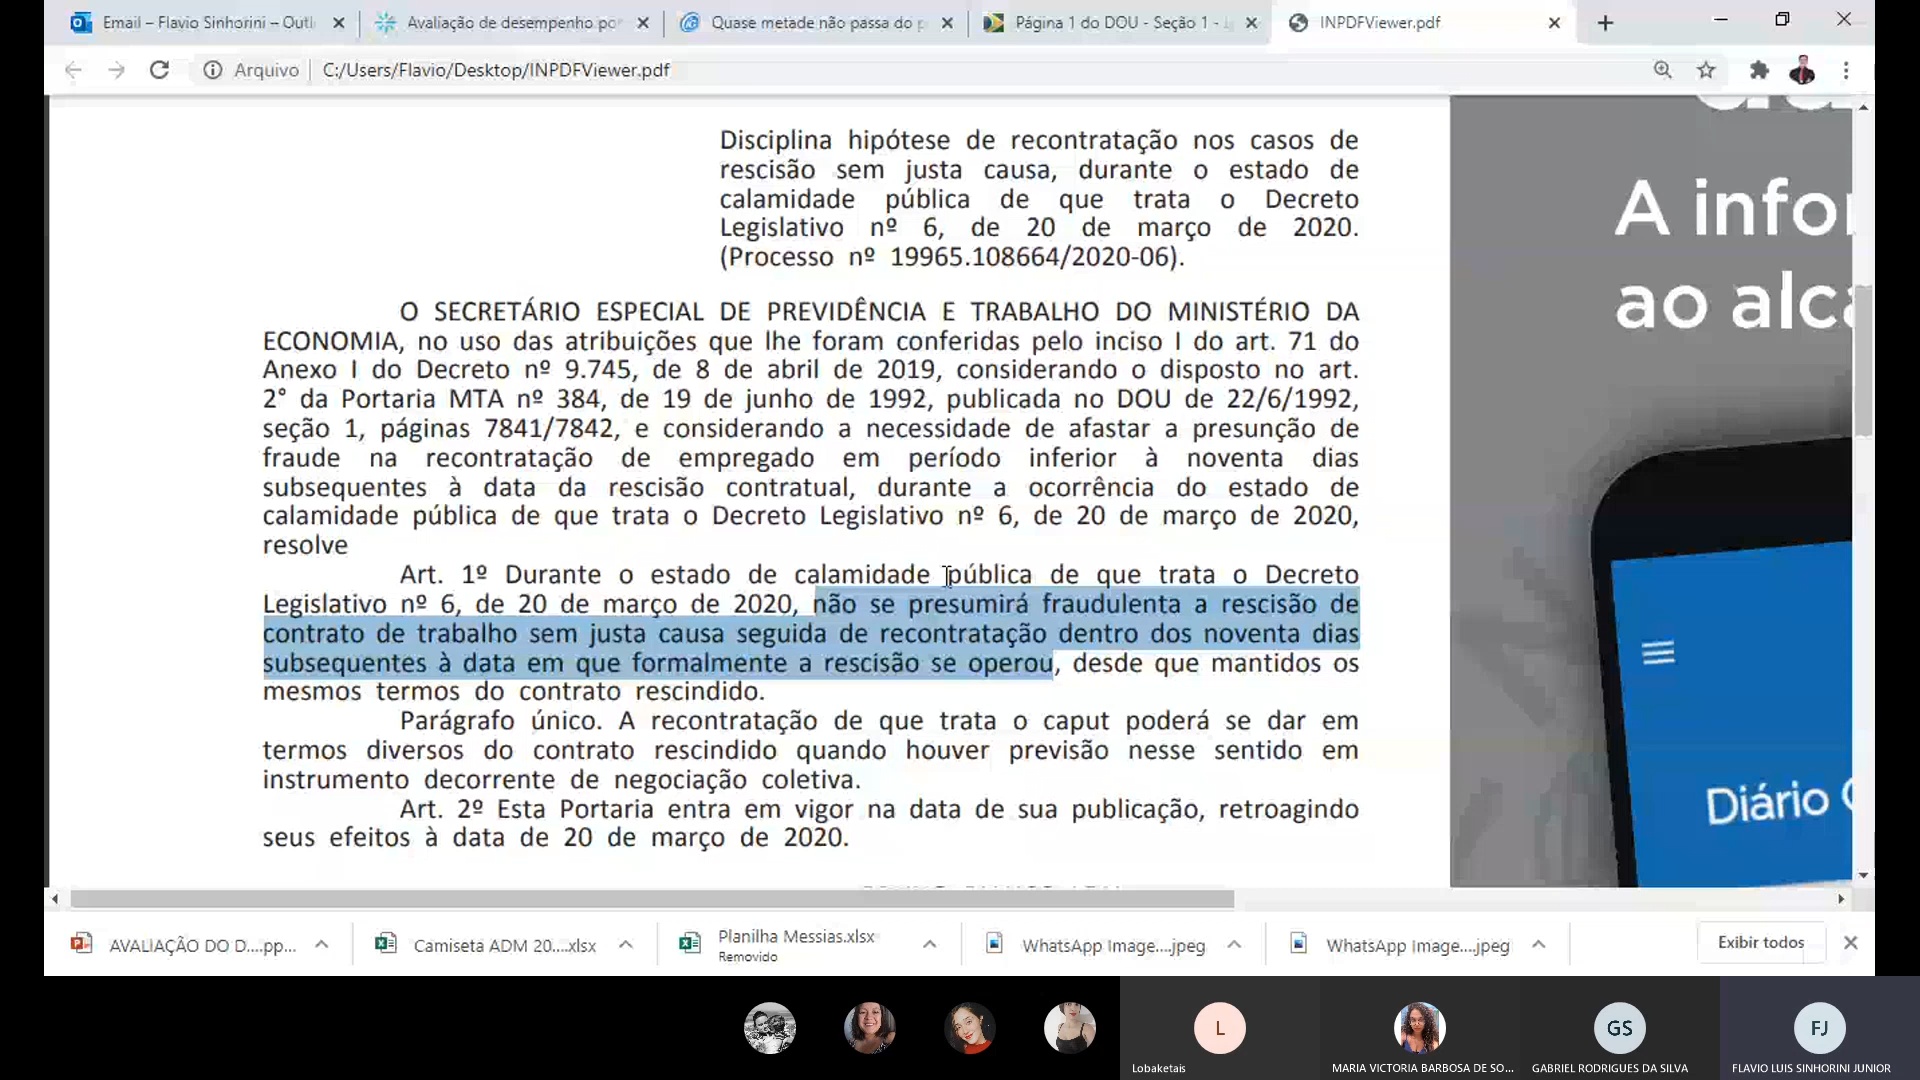 Email – Flavio Sinhorini – Outl
Avaliação de desempenho po
Quase metade não passa do p
Página 1 do DOU - Seção 1 -
INPDFViewer.pdf
Arquivo
C:/Users/Flavio/Desktop/INPDFViewer.pdf
Disciplina hipótese de recontratação nos casos de
rescisão sem justa causa, durante o estado de
calamidade pública de que trata o Decreto
Legislativo nº 6, de 20 de março de 2020.
(Processo nº 19965.108664/2020-06).
O SECRETÁRIO ESPECIAL DE PREVIDÊNCIA E TRABALHO DO MINISTÉRIO DA
ECONOMIA, no uso das atribuições que lhe foram conferidas pelo inciso I do art. 71 do
Anexo I do Decreto nº 9.745, de 8 de abril de 2019, considerando o disposto no art.
2° da Portaria MTA nº 384, de 19 de junho de 1992, publicada no DOU de 22/6/1992,
seção 1, páginas 7841/7842, e considerando a necessidade de afastar a presunção de
fraude na recontratação de empregado em período inferior à noventa dias
subsequentes à data da rescisão contratual, durante a ocorrência do estado de
calamidade pública de que trata o Decreto Legislativo nº 6, de 20 de março de 2020,
resolve
Art. 1º Durante o estado de calamidade pública de que trata o Decreto
Legislativo nº 6, de 20 de março de 2020, não se presumirá fraudulenta a rescisão de
contrato de trabalho sem justa causa seguida de recontratação dentro dos noventa dias
subsequentes à data em que formalmente a rescisão se operou, desde que mantidos os
mesmos termos do contrato rescindido.
Parágrafo único. A recontratação de que trata o caput poderá se dar em
termos diversos do contrato rescindido quando houver previsão nesse sentido em
instrumento decorrente de negociação coletiva.
Art. 2º Esta Portaria entra em vigor na data de sua publicação, retroagindo
seus efeitos à data de 20 de março de 2020.
A infor
ao alca
Diário
AVALIAÇÃO DO D....pp...
Camiseta ADM 20....xlsx
Planilha Messias.xlsx
Removido
WhatsApp Image....jpeg
WhatsApp Image....jpeg
Exibir todos
L
GS
FJ
Lobaketais
MARIA VICTORIA BARBOSA DE SO...
GABRIEL RODRIGUES DA SILVA
FLAVIO LUIS SINHORINI JUNIOR